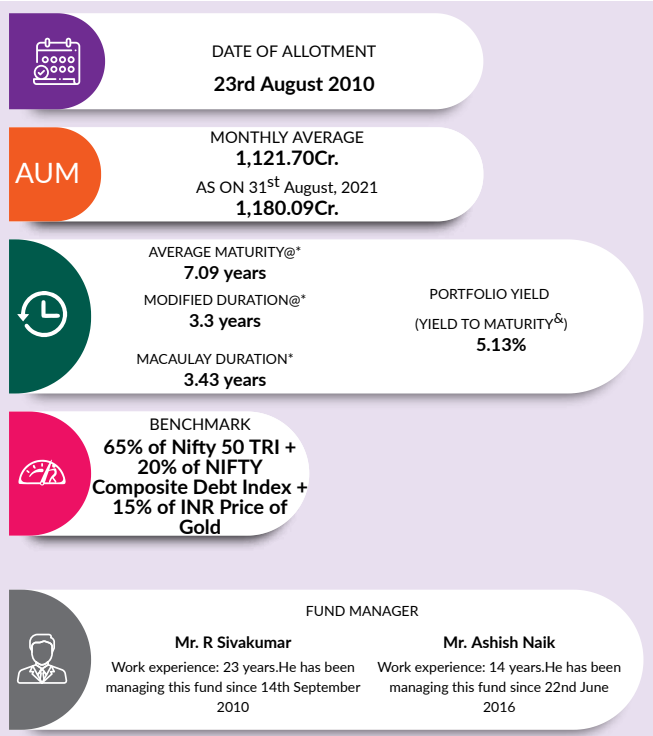 DATE OF ALLOTMENT
23rd August 2010
AUM
MONTHLY AVERAGE
1,121.70Cr.
AS ON 31st August, 2021
1,180.09Cr.
AVERAGE MATURITY@*
7.09 years
MODIFIED DURATION@*
3.3 years
MACAULAY DURATION*
3.43 years
PORTFOLIO YIELD
(YIELD TO MATURITY&)
5.13%
BENCHMARK
65% of Nifty 50 TRI +
20% of NIFTY
Composite Debt Index +
15% of INR Price of
Gold
FUND MANAGER
Mr. R Sivakumar
Work experience: 23 years.He has been
managing this fund since 14th September
2010
Mr. Ashish Naik
Work experience: 14 years.He has been
managing this fund since 22nd June
2016